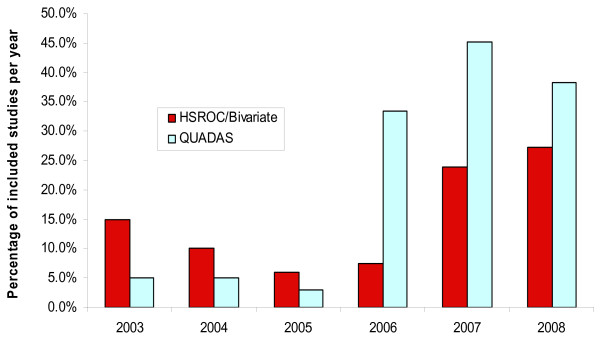 Percentage of included studies per year
50.0%
45.0%
40.0%
35.0%
30.0%
25.0%
20.0%
15.0%
10.0%
5.0%
0.0%
HSROC/Bivariate
QUADAS
2003 2004 2005 2006 2007 2008